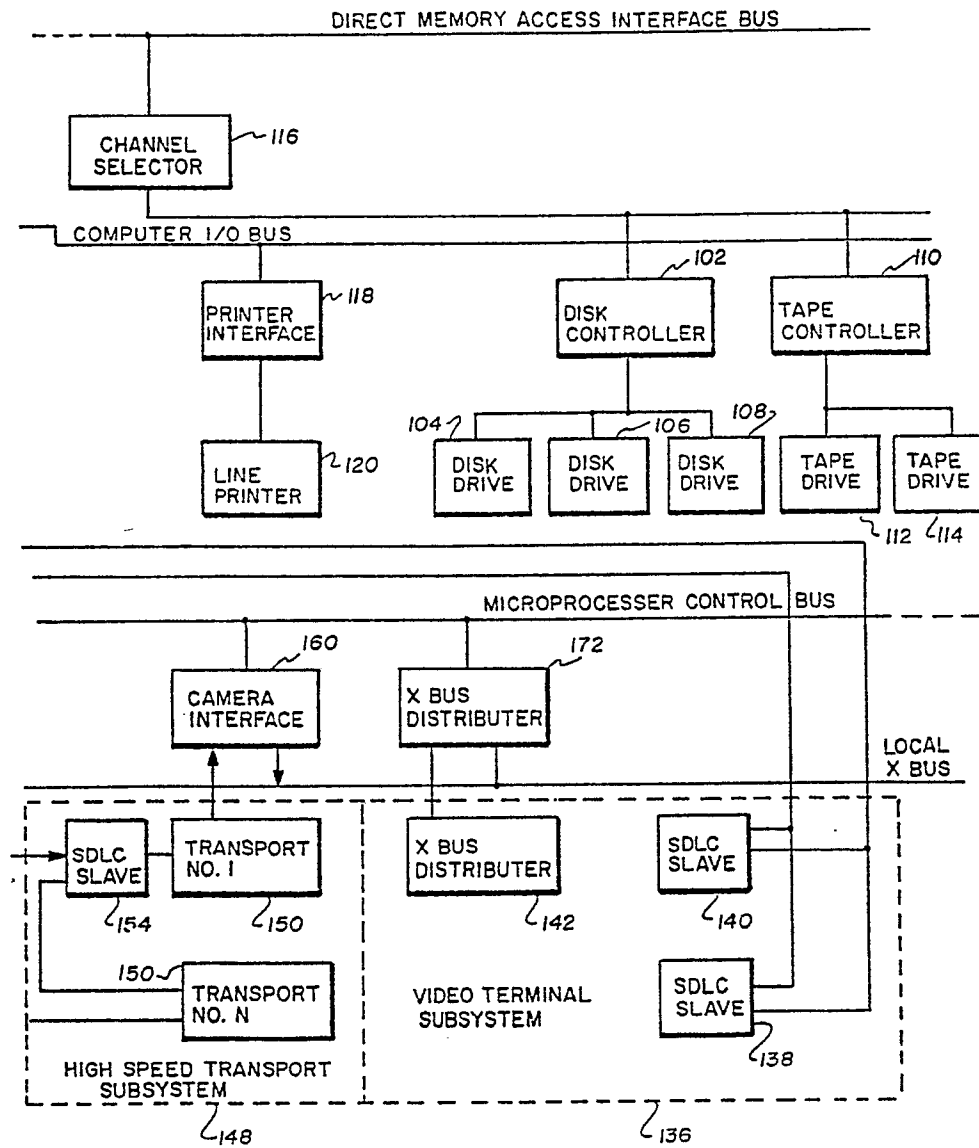 DIRECT MEMORY ACCESS INTERFACE BUS
CHANNEL
SELECTOR
116
COMPUTER I/O BUS
118
PRINTER
INTERFACE
102
DISK
CONTROLLER
110
TAPE
CONTROLLER
120
LINE
PRINTER
104
DISK
DRIVE
106
DISK
DRIVE
108
DISK
DRIVE
TAPE
DRIVE
112
TAPE
DRIVE
114
MICROPROCESSER CONTROL BUS
160
CAMERA
INTERFACE
172
X BUS
DISTRIBUTER
LOCAL
X BUS
SDLC
SLAVE
154
TRANSPORT
NO. 1
150
X BUS
DISTRIBUTER
142
SDLC
SLAVE
140
150
TRANSPORT
NO. N
VIDEO TERMINAL
SUBSYSTEM
SDLC
SLAVE
138
HIGH SPEED TRANSPORT
SUBSYSTEM
148
136